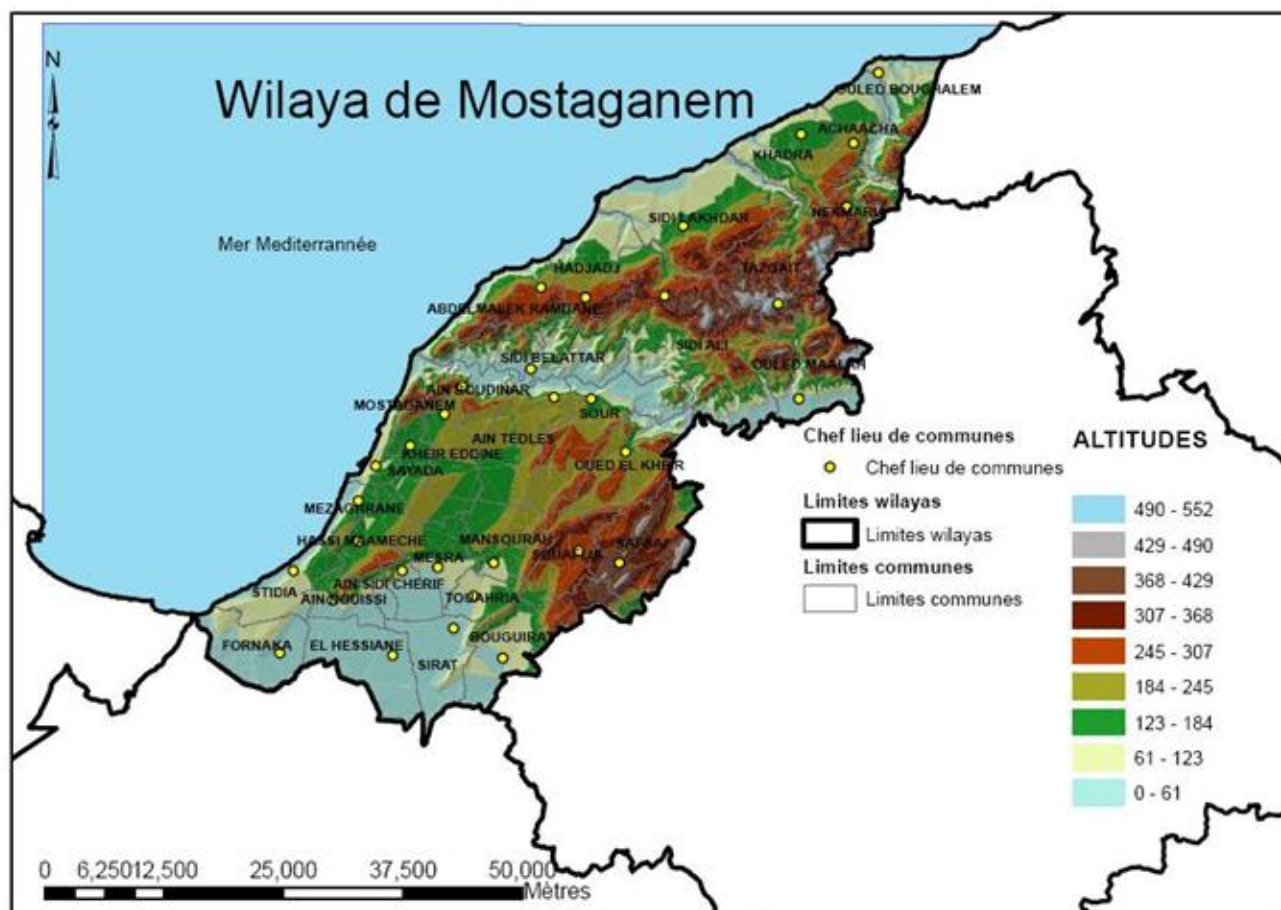 Wilaya de Mostaganem
N
Mer Mediterrannée
OULED BOUGHALEM
ACHAACHA
KHADRA
NEKMARIA
SIDI LAKHDAR
TAZGAIT
HADJADJ
ABDELMALEK RAMDANE
SIDI ALI
SIDI BELATTAR
OULED MAALAH
AIN BOUDINAR
MOSTAGANEM
SOUR
AIN TEDLES
KHEIR EDDINE
OUED EL KHEIR
SAYADA
MEZAGHRANE
HASSI MAAMECHE
MANSOURAH
MESRA
SOUAFLIA
SAFSAF
AIN SIDI CHERIF
STIDIA
AIN NOUISSI
TOUAHRIA
BOUGUIRAT
FORNAKA
EL HESSIANE
SIRAT
Chef lieu de communes
Chef lieu de communes
Limites wilayas
Limites wilayas
Limites communes
Limites communes
ALTITUDES
490 - 552
429 - 490
368 - 429
307 - 368
245 - 307
184 - 245
123 - 184
61 - 123
0 - 61
0 6,250 12,500 25,000 37,500 50,000
Mètres